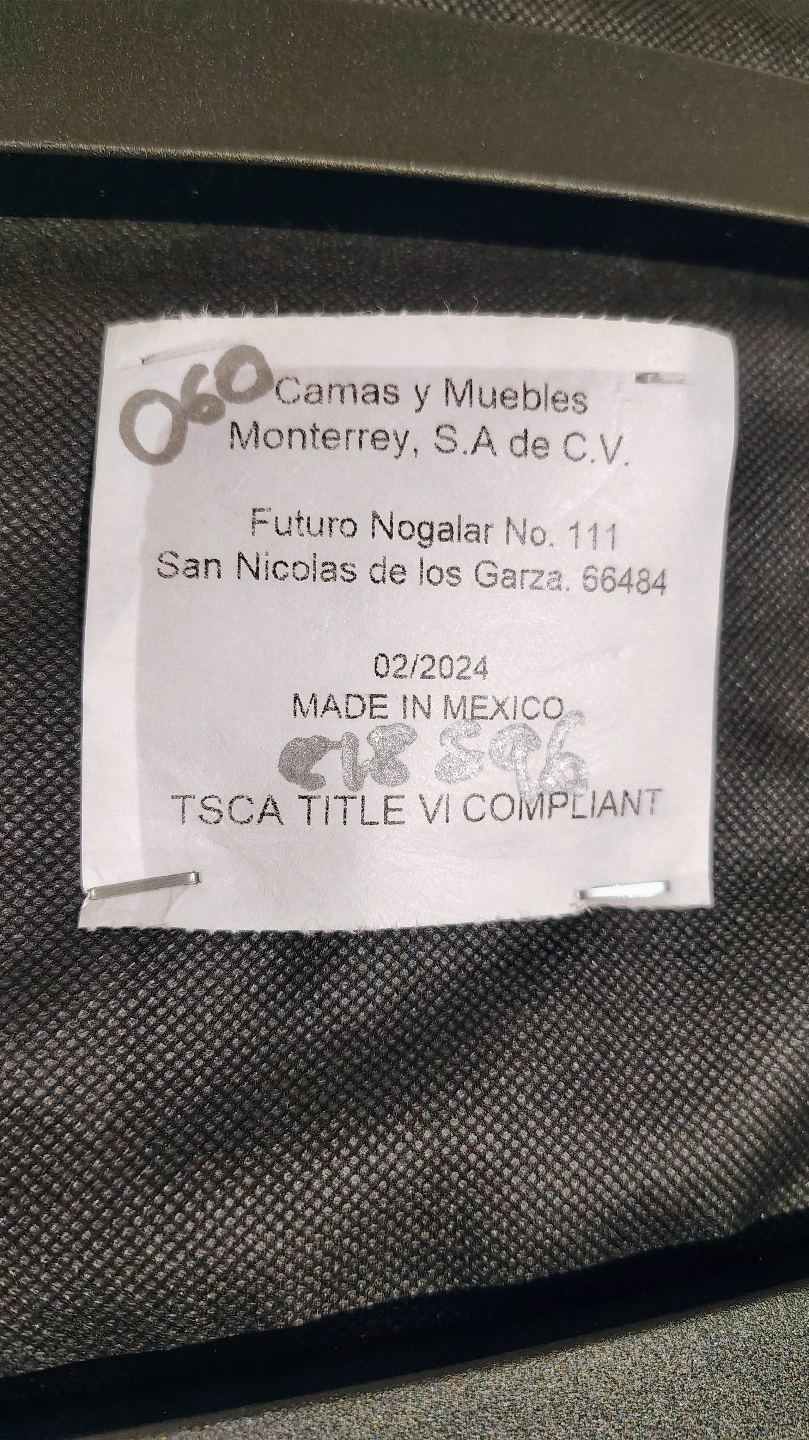 060
Camas y Muebles
Monterrey, S.A de C.V.
Futuro Nogalar No. 111
San Nicolas de los Garza. 66484
02/2024
MADE IN MEXICO
TSCA TITLE VI COMPLIANT